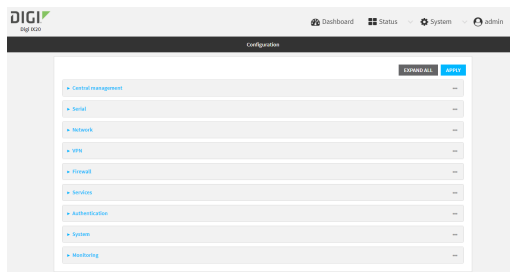 DIGI
Digi IX20
Dashboard Status System admin
Configuration
EXPAND ALL APPLY
Central management
Serial
Network
VPN
Firewall
Services
Authentication
System
Monitoring